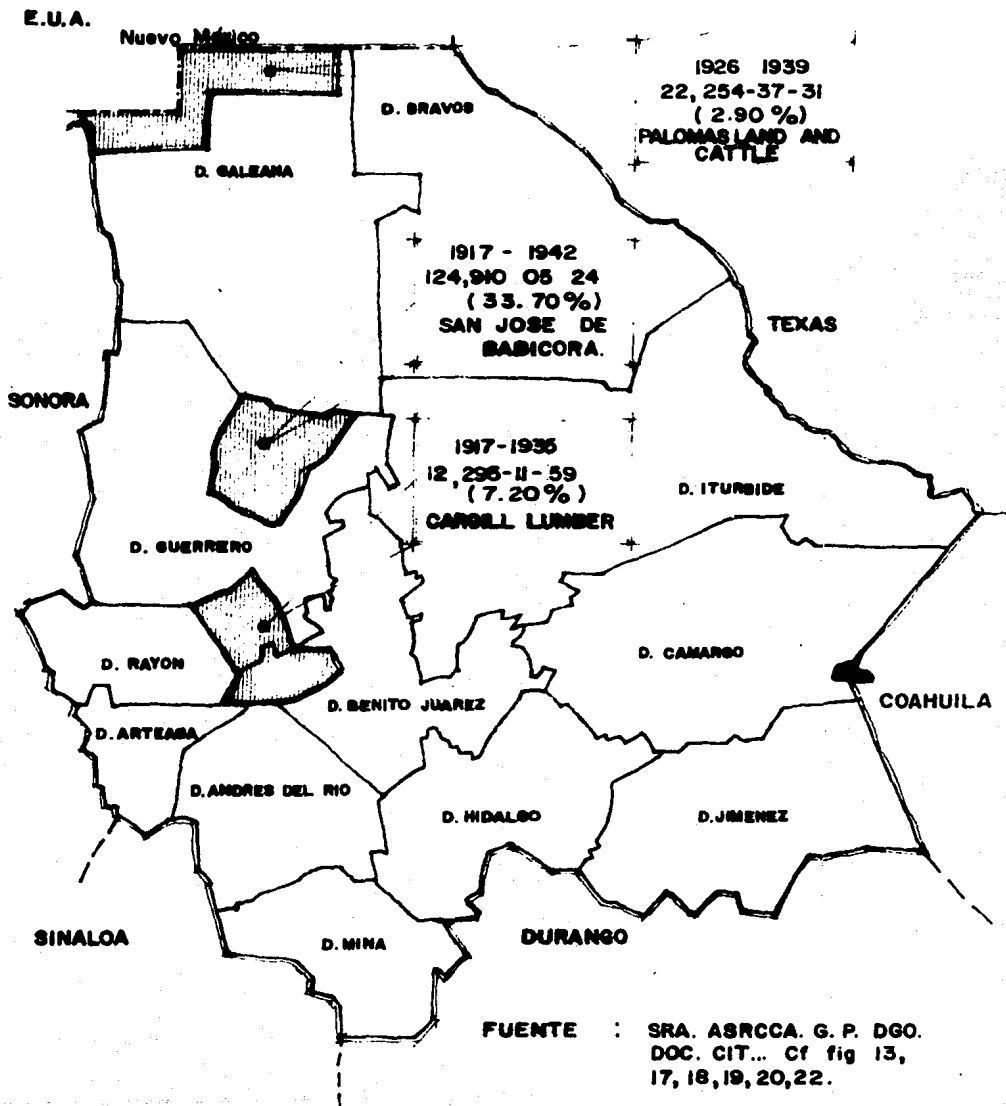 E.U.A.
Nuevo México
1926 1939
22,254-37-31
(2.90%)
PALOMAS LAND AND
CATTLE
D. BRAVOS
D. GALEANA
1917 - 1942
124,910 05 24
(33.70%)
SAN JOSE DE
BABICORA.
TEXAS
SONORA
1917-1935
12,295-11-59
(7.20%)
CARGILL LUMBER
D. ITURBIDE
D. GUERRERO
D. RAYON
D. CAMARGO
D. BENITO JUAREZ
COAHUILA
D. ARTEAGA
D. ANDRES DEL RIO
D. HIDALGO
D. JIMENEZ
SINALOA
D. MINA
DURANGO
FUENTE : SRA. ASRCCA. G. P. DGO.
DOC. CIT... Cf fig 13,
17, 18, 19, 20, 22.